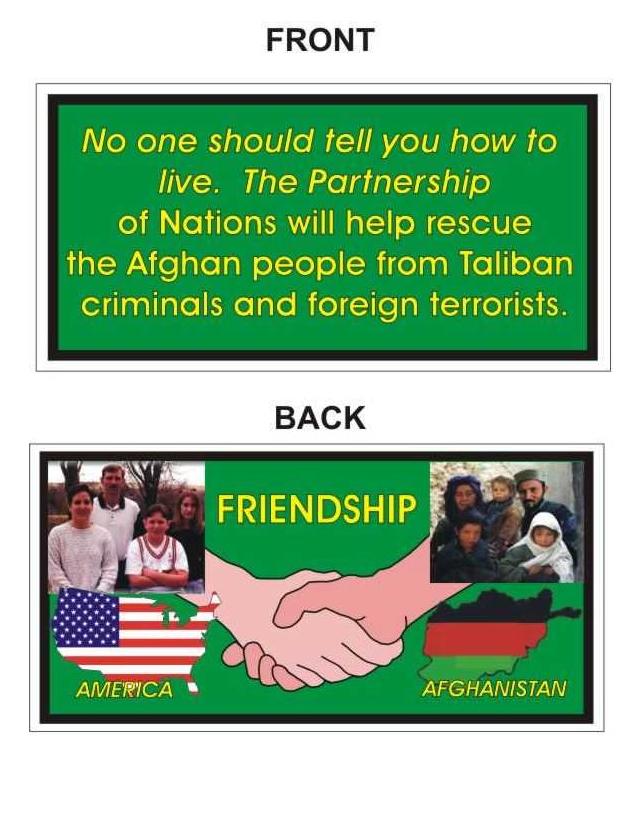 FRONT
No one should tell you how to
live. The Partnership
of Nations will help rescue
the Afghan people from Taliban
criminals and foreign terrorists.
BACK
FRIENDSHIP
AMERICA
AFGHANISTAN